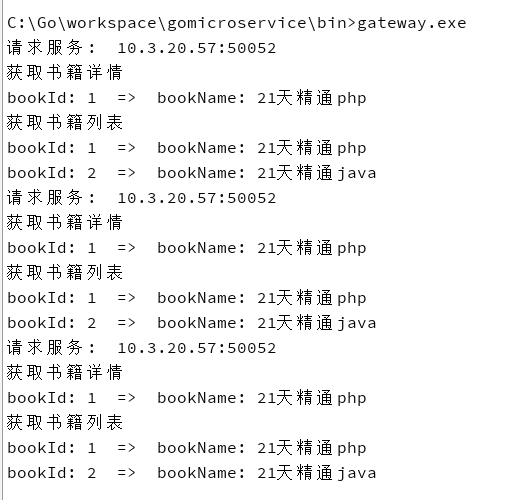 C:\Go\workspace\gomicroservice\bin>gateway.exe
请求服务: 10.3.20.57:50052
获取书籍详情
bookId: 1 => bookName: 21天精通php
获取书籍列表
bookId: 1 => bookName: 21天精通php
bookId: 2 => bookName: 21天精通java
请求服务: 10.3.20.57:50052
获取书籍详情
bookId: 1 => bookName: 21天精通php
获取书籍列表
bookId: 1 => bookName: 21天精通php
bookId: 2 => bookName: 21天精通java
请求服务: 10.3.20.57:50052
获取书籍详情
bookId: 1 => bookName: 21天精通php
获取书籍列表
bookId: 1 => bookName: 21天精通php
bookId: 2 => bookName: 21天精通java